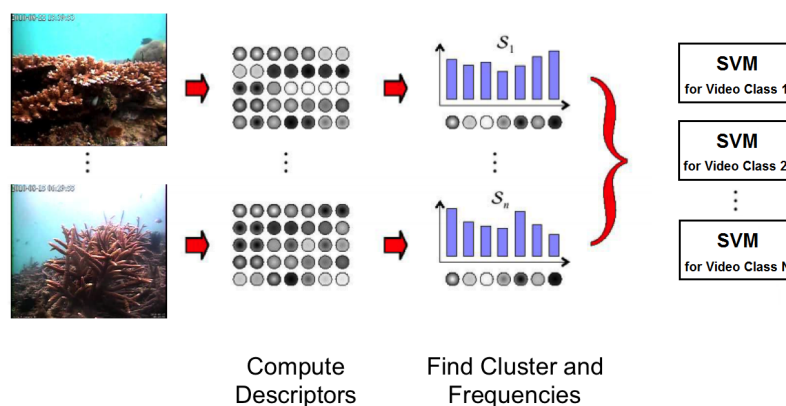 S1
SVM
for Video Class 1
SVM
for Video Class 2
Sn
SVM
for Video Class N
Compute
Descriptors
Find Cluster and
Frequencies